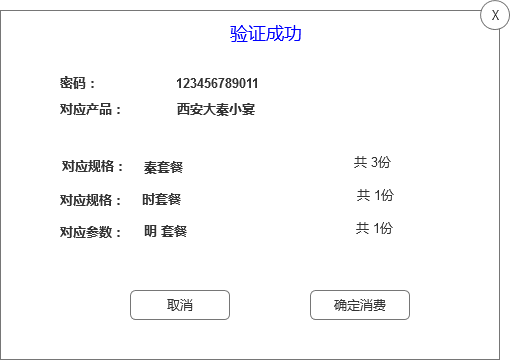 X
验证成功
密码： 123456789011
对应产品： 西安大秦小宴
对应规格： 秦套餐 共 3份
对应规格： 时套餐 共 1份
对应参数： 明 套餐 共 1份
取消 确定消费